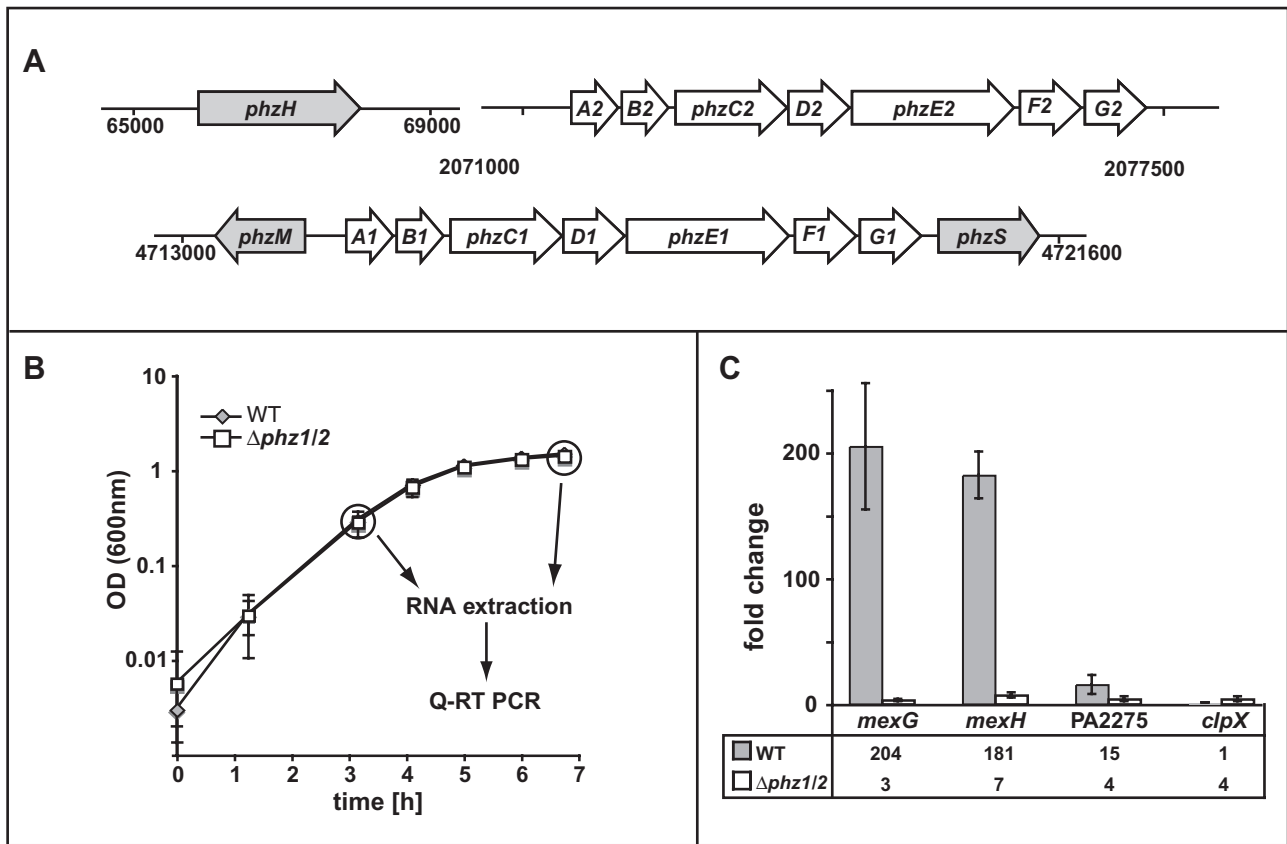 A
phzH
A2 B2 phzC2 D2 phzE2 F2 G2
65000 69000
2071000 2077500
phzM A1 B1 phzC1 D1 phzE1 F1 G1 phzS
4713000 4721600
B
10
1
0.1
0.01
OD (600nm)
WT
Δphz1/2
RNA extraction
Q-RT PCR
0 1 2 3 4 5 6 7
time [h]
C
200
100
0
fold change
mexG mexH PA2275 clpX
WT 204 181 15 1
Δphz1/2 3 7 4 4